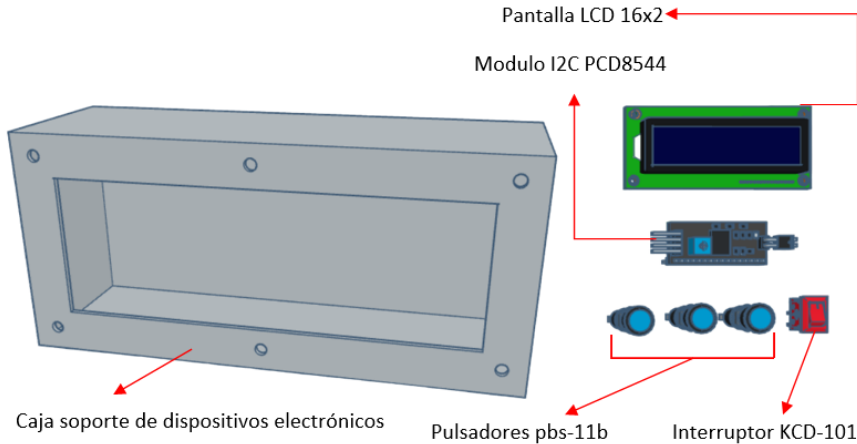 Pantalla LCD 16x2
Modulo I2C PCD8544
Caja soporte de dispositivos electrónicos
Pulsadores pbs-11b
Interruptor KCD-101